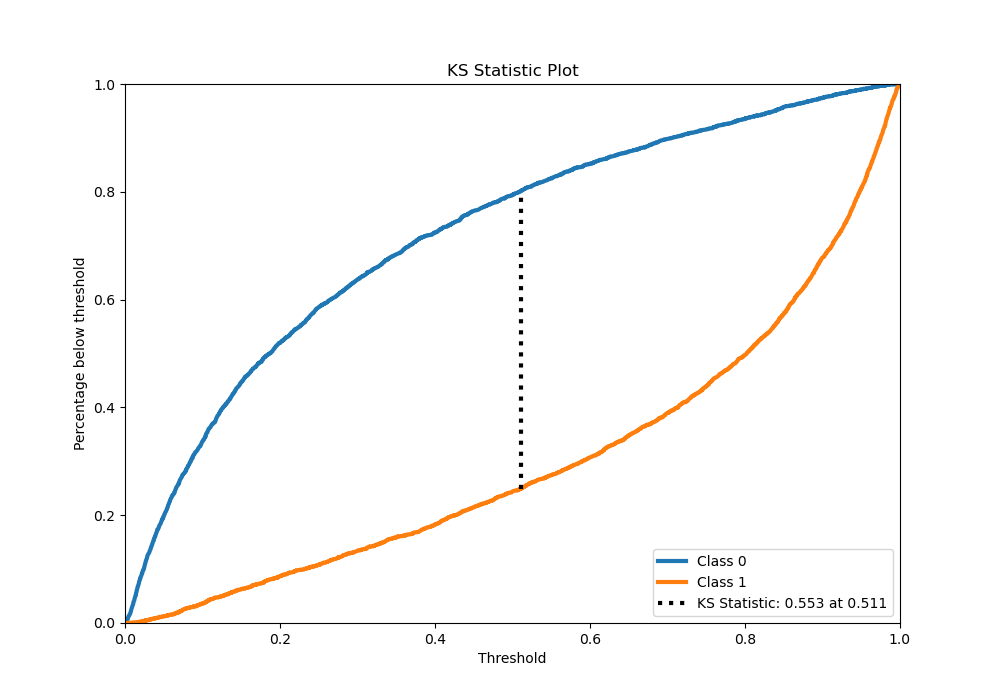 KS Statistic Plot
Percentage below threshold
1.0
0.8
0.6
0.4
0.2
0.0
0.0 0.2 0.4 0.6 0.8 1.0
Threshold
Class 0
Class 1
KS Statistic: 0.553 at 0.511